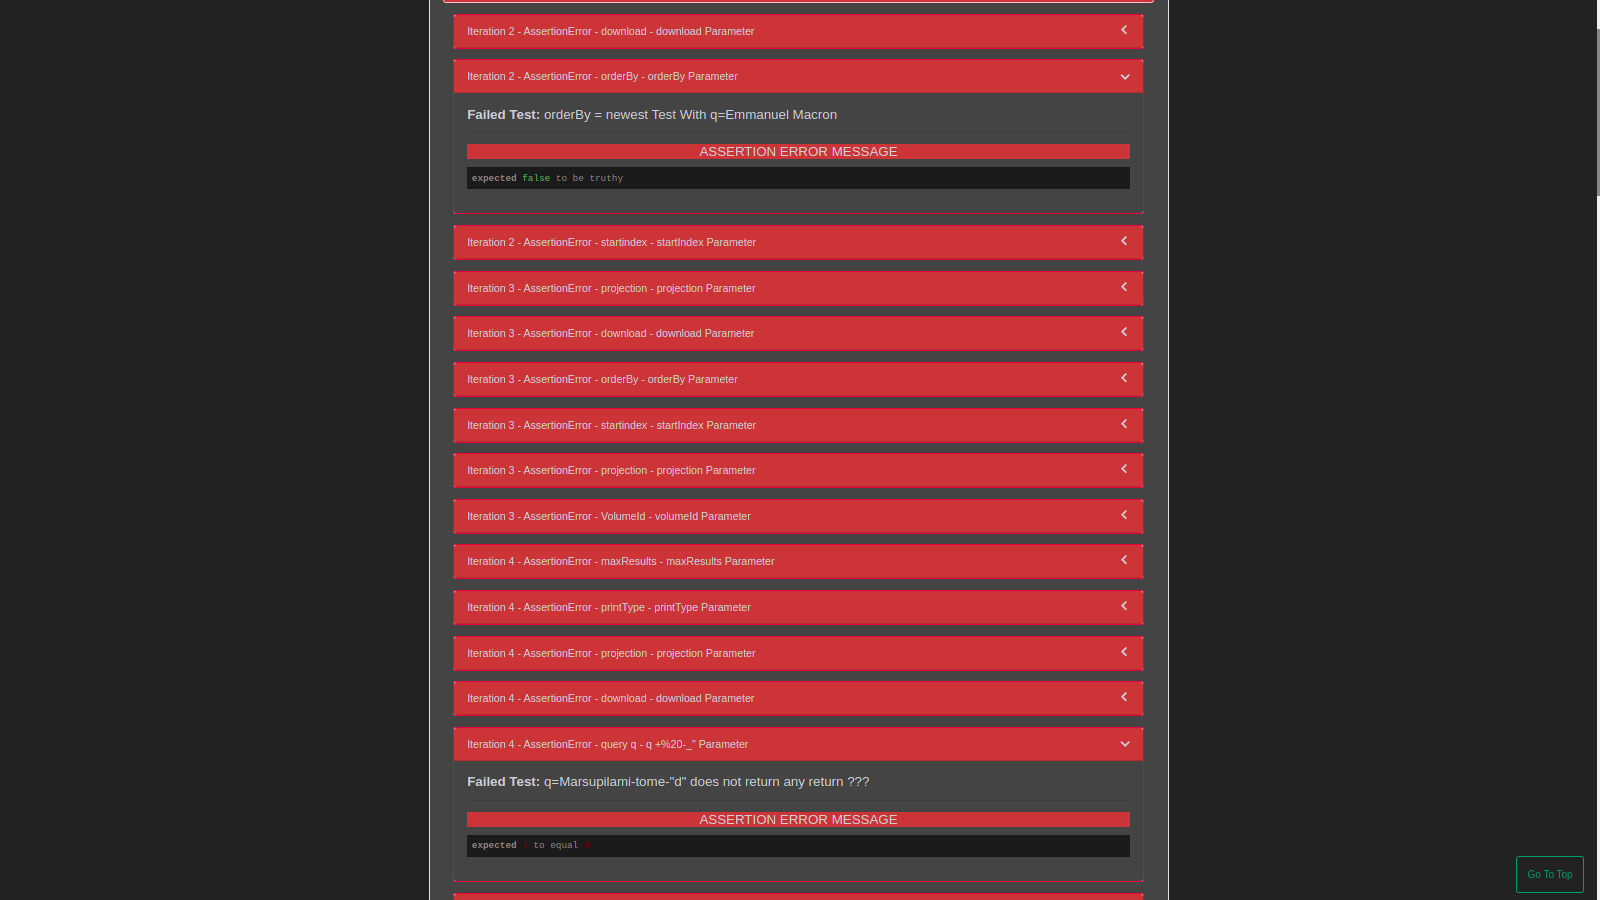 Iteration 2 - AssertionError - download - download Parameter
Iteration 2 - AssertionError - orderBy - orderBy Parameter
Failed Test: orderBy = newest Test With q=Emmanuel Macron
ASSERTION ERROR MESSAGE
expected false to be truthy
Iteration 2 - AssertionError - startindex - startIndex Parameter
Iteration 3 - AssertionError - projection - projection Parameter
Iteration 3 - AssertionError - download - download Parameter
Iteration 3 - AssertionError - orderBy - orderBy Parameter
Iteration 3 - AssertionError - startindex - startIndex Parameter
Iteration 3 - AssertionError - projection - projection Parameter
Iteration 3 - AssertionError - VolumeId - volumeId Parameter
Iteration 4 - AssertionError - maxResults - maxResults Parameter
Iteration 4 - AssertionError - printType - printType Parameter
Iteration 4 - AssertionError - projection - projection Parameter
Iteration 4 - AssertionError - download - download Parameter
Iteration 4 - AssertionError - query q - q +%20-_" Parameter
Failed Test: q=Marsupilami-tome-"d" does not return any return ???
ASSERTION ERROR MESSAGE
expected to equal
Go To Top